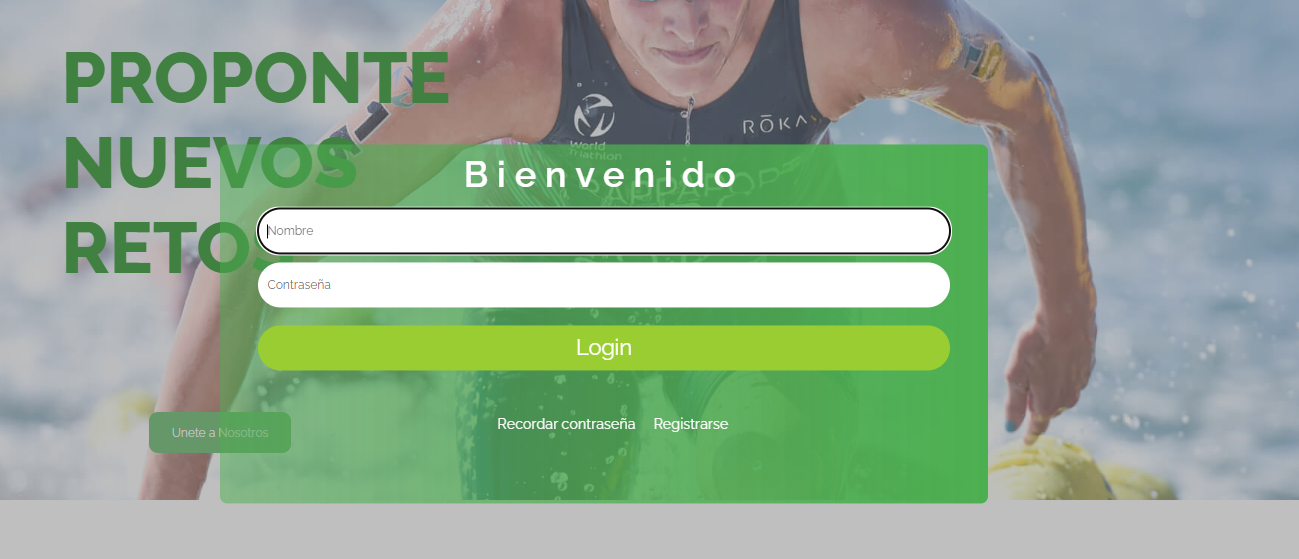 PROPONTE
NUEVOS
RETOS
World
Triathlon
RŌKA
Bienvenido
Nombre
Contraseña
Login
Recordar contraseña Registrarse
Unete a Nosotros